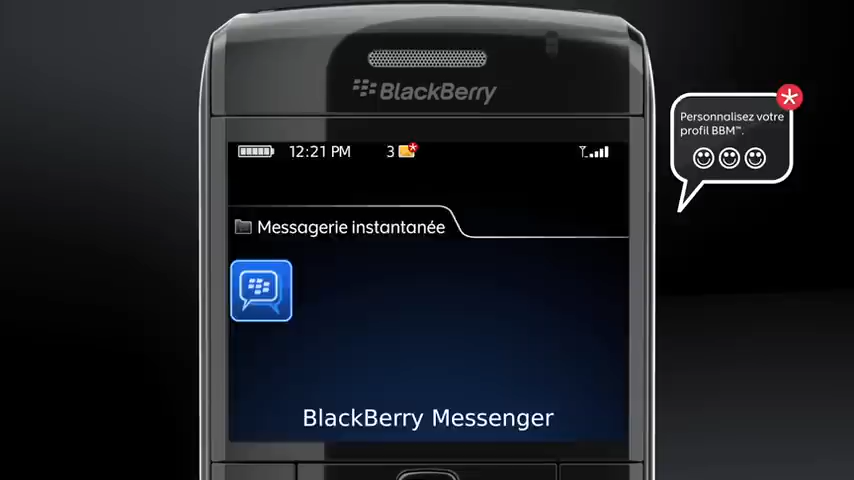 BlackBerry
12:21 PM
3
Personnalisez votre
profil BBM™.
Messagerie instantanée
BlackBerry Messenger